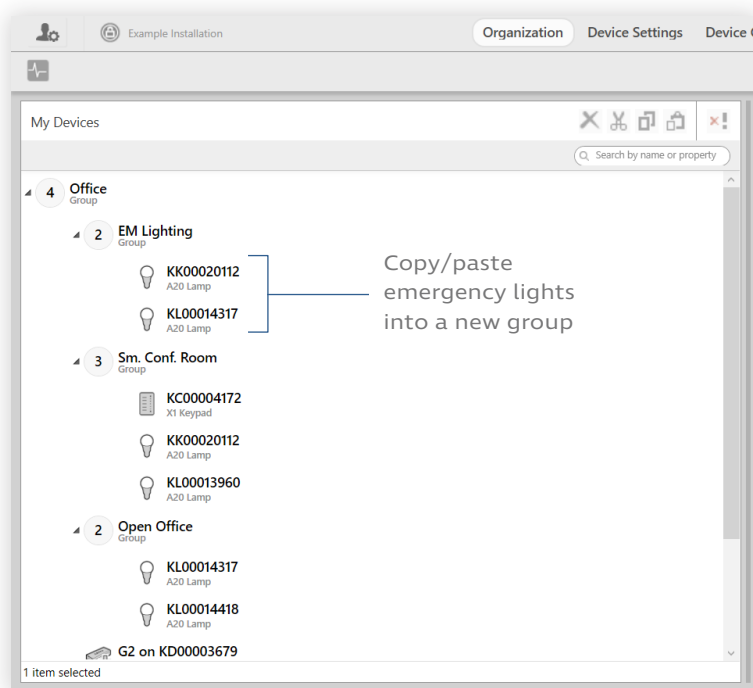 Example Installation
Organization Device Settings Device
My Devices
Search by name or property
4 Office
Group
2 EM Lighting
Group
KK00020112
A20 Lamp
KL00014317
A20 Lamp
Copy/paste
emergency lights
into a new group
3 Sm. Conf. Room
Group
KC00004172
X1 Keypad
KK00020112
A20 Lamp
KL00013960
A20 Lamp
2 Open Office
Group
KL00014317
A20 Lamp
KL00014418
A20 Lamp
G2 on KD00003679
1 item selected